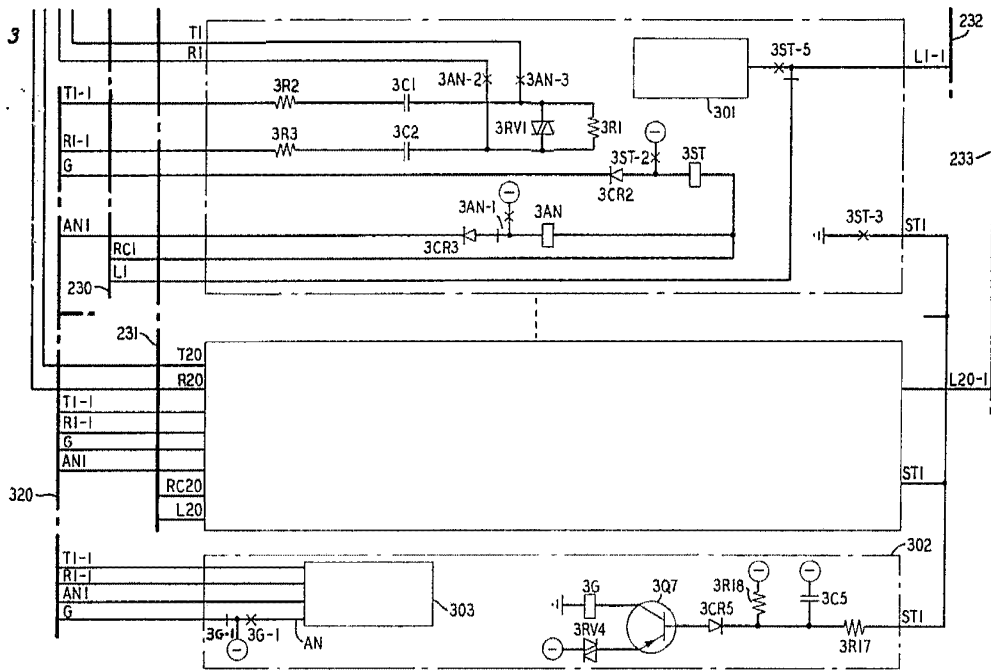 3
T1
R1
232
3ST-5
L1-1
3R2
3C1
3AN-2
3AN-3
T1-1
301
3RV1
3R1
3R3
3C2
R1-1
233
3ST-2
3ST
G
3CR2
3AN-1
3AN
3ST-3
ST1
AN1
3CR3
RC1
L1
230
231
T20
R20
L20-1
T1-1
R1-1
G
AN1
320
RC20
ST1
L20
302
T1-1
R1-1
AN1
G
303
3G
3Q7
3R18
3CR5
3C5
ST1
3RV4
3R17
3G-1
3G-1
AN